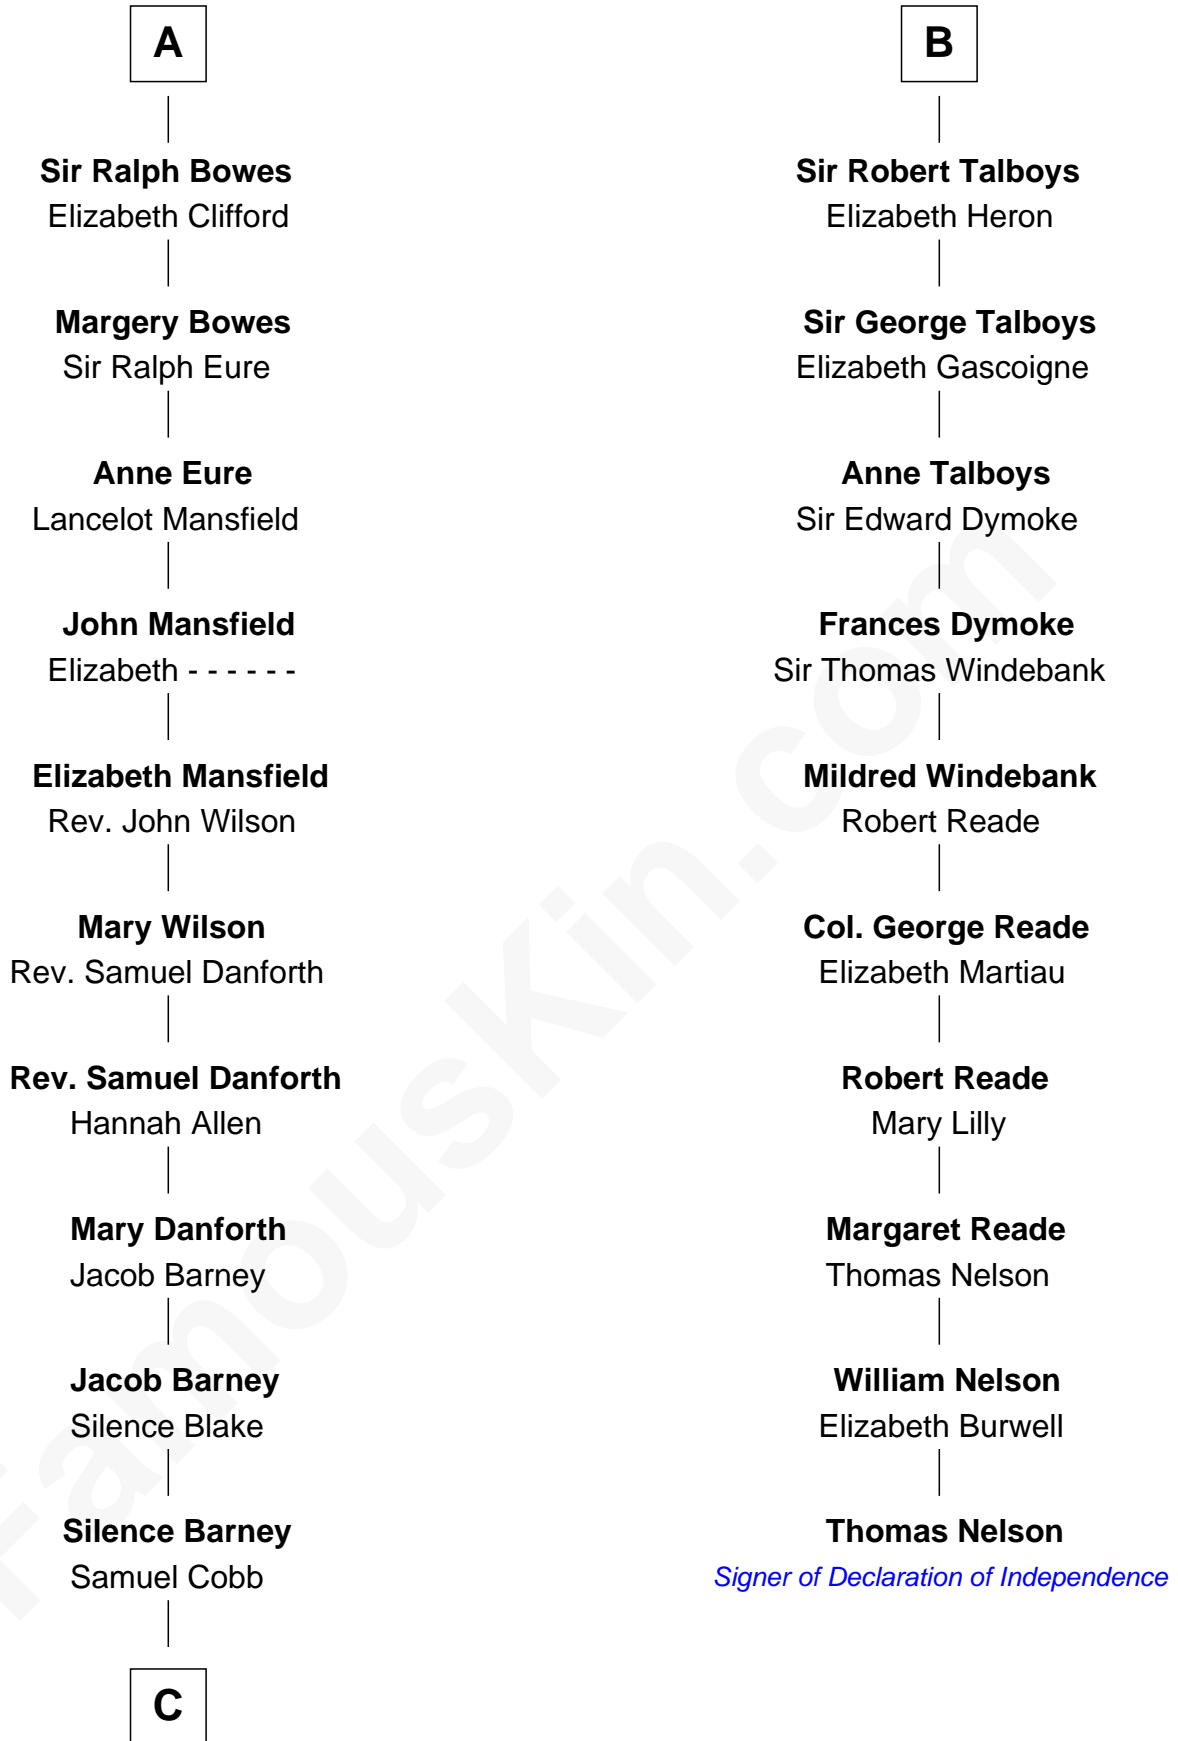 A
Sir Ralph Bowes
Elizabeth Clifford
Margery Bowes
Sir Ralph Eure
Anne Eure
Lancelot Mansfield
John Mansfield
Elizabeth - - - - - -
Elizabeth Mansfield
Rev. John Wilson
Mary Wilson
Rev. Samuel Danforth
Rev. Samuel Danforth
Hannah Allen
Mary Danforth
Jacob Barney
Jacob Barney
Silence Blake
Silence Barney
Samuel Cobb
C
B
Sir Robert Talboys
Elizabeth Heron
Sir George Talboys
Elizabeth Gascoigne
Anne Talboys
Sir Edward Dymoke
Frances Dymoke
Sir Thomas Windebank
Mildred Windebank
Robert Reade
Col. George Reade
Elizabeth Martiau
Robert Reade
Mary Lilly
Margaret Reade
Thomas Nelson
William Nelson
Elizabeth Burwell
Thomas Nelson
Signer of Declaration of Independence
FamousKin.com